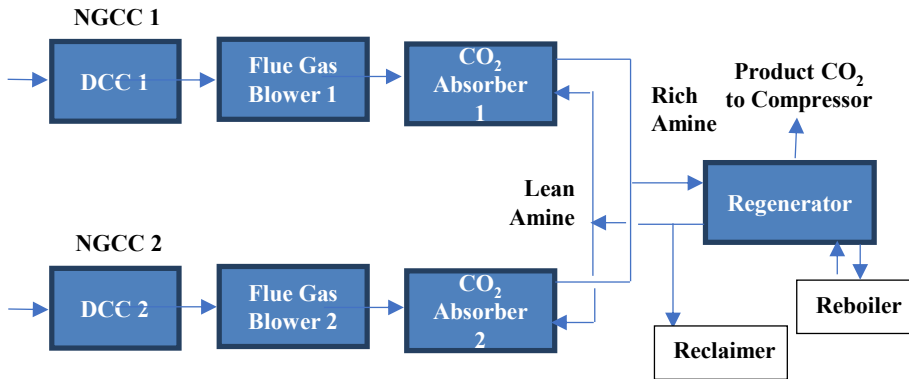 NGCC 1
DCC 1
Flue Gas
Blower 1
CO₂
Absorber
1
Rich
Amine
Product CO₂
to Compressor
Lean
Amine
Regenerator
NGCC 2
DCC 2
Flue Gas
Blower 2
CO₂
Absorber
2
Reclaimer
Reboiler